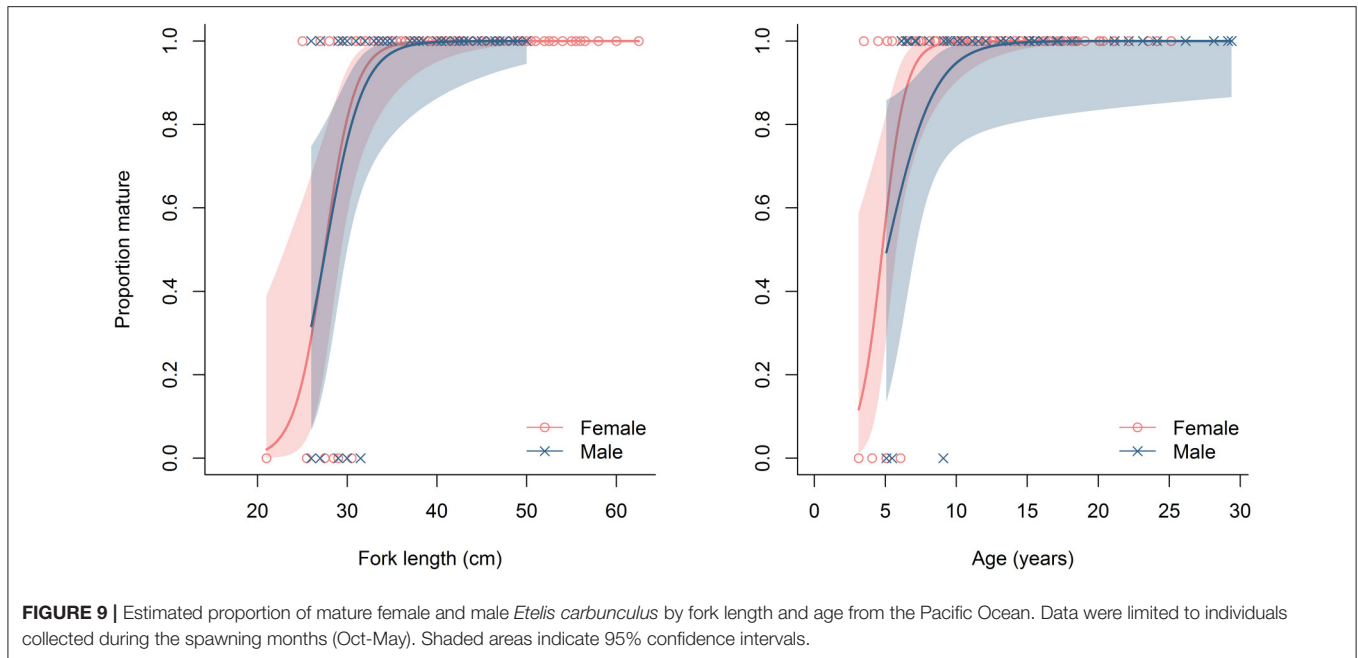 Proportion mature
1.0
0.8
0.6
0.4
0.2
0.0
Female
Male
20 30 40 50 60
Fork length (cm)
1.0
0.8
0.6
0.4
0.2
0.0
Female
Male
0 5 10 15 20 25 30
Age (years)
FIGURE 9 | Estimated proportion of mature female and male Etelis carbunculus by fork length and age from the Pacific Ocean. Data were limited to individuals
collected during the spawning months (Oct-May). Shaded areas indicate 95% confidence intervals.